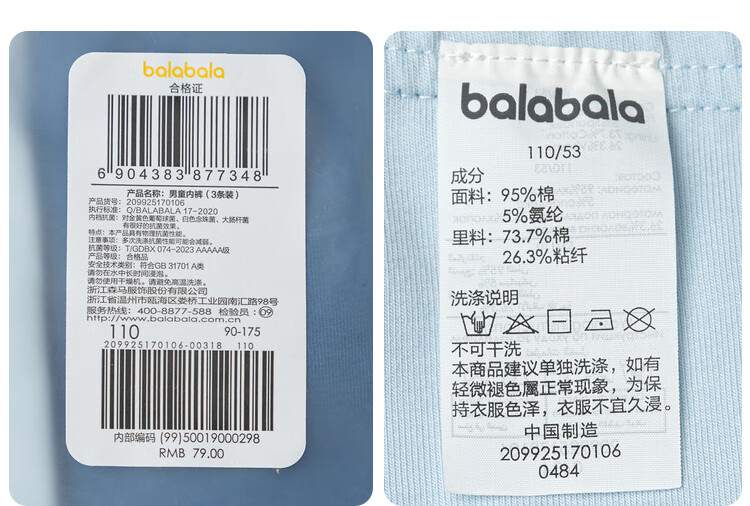 balabala
合格证
6 904383 877348
产品名称: 男童内裤 (3条装)
产品货号: 209925170106
执行标准: Q/BALABALA 17-2020
内档抗菌: 对金黄色葡萄球菌、白色念珠菌、大肠杆菌
有很好的抗菌效果。
特点: 本产品具有物理抗菌性能。
注意事项: 多次洗涤抗菌性能可能会减弱。
抗菌等级: T/GDBX 074-2023 AAAAA级
产品等级: 合格品
安全技术类别: 符合GB 31701 A类
请勿在水中长时间浸泡。
请勿使用干燥机。 请避免高温洗涤。
浙江森马服饰股份有限公司
浙江省温州市瓯海区娄桥工业园南汇路98号
服务热线: 400-8877-588 检验员: 09
http://www.balabala.com.cn
110 90-175
209925170106-00318 110
内部编码 (99)50019000298
RMB 79.00
balabala
110/53
成分
面料: 95%棉
5%氨纶
里料: 73.7%棉
26.3%粘纤
洗涤说明
不可干洗
本商品建议单独洗涤, 如有
轻微褪色属正常现象, 为保
持衣服色泽, 衣服不宜久浸。
中国制造
209925170106
0484